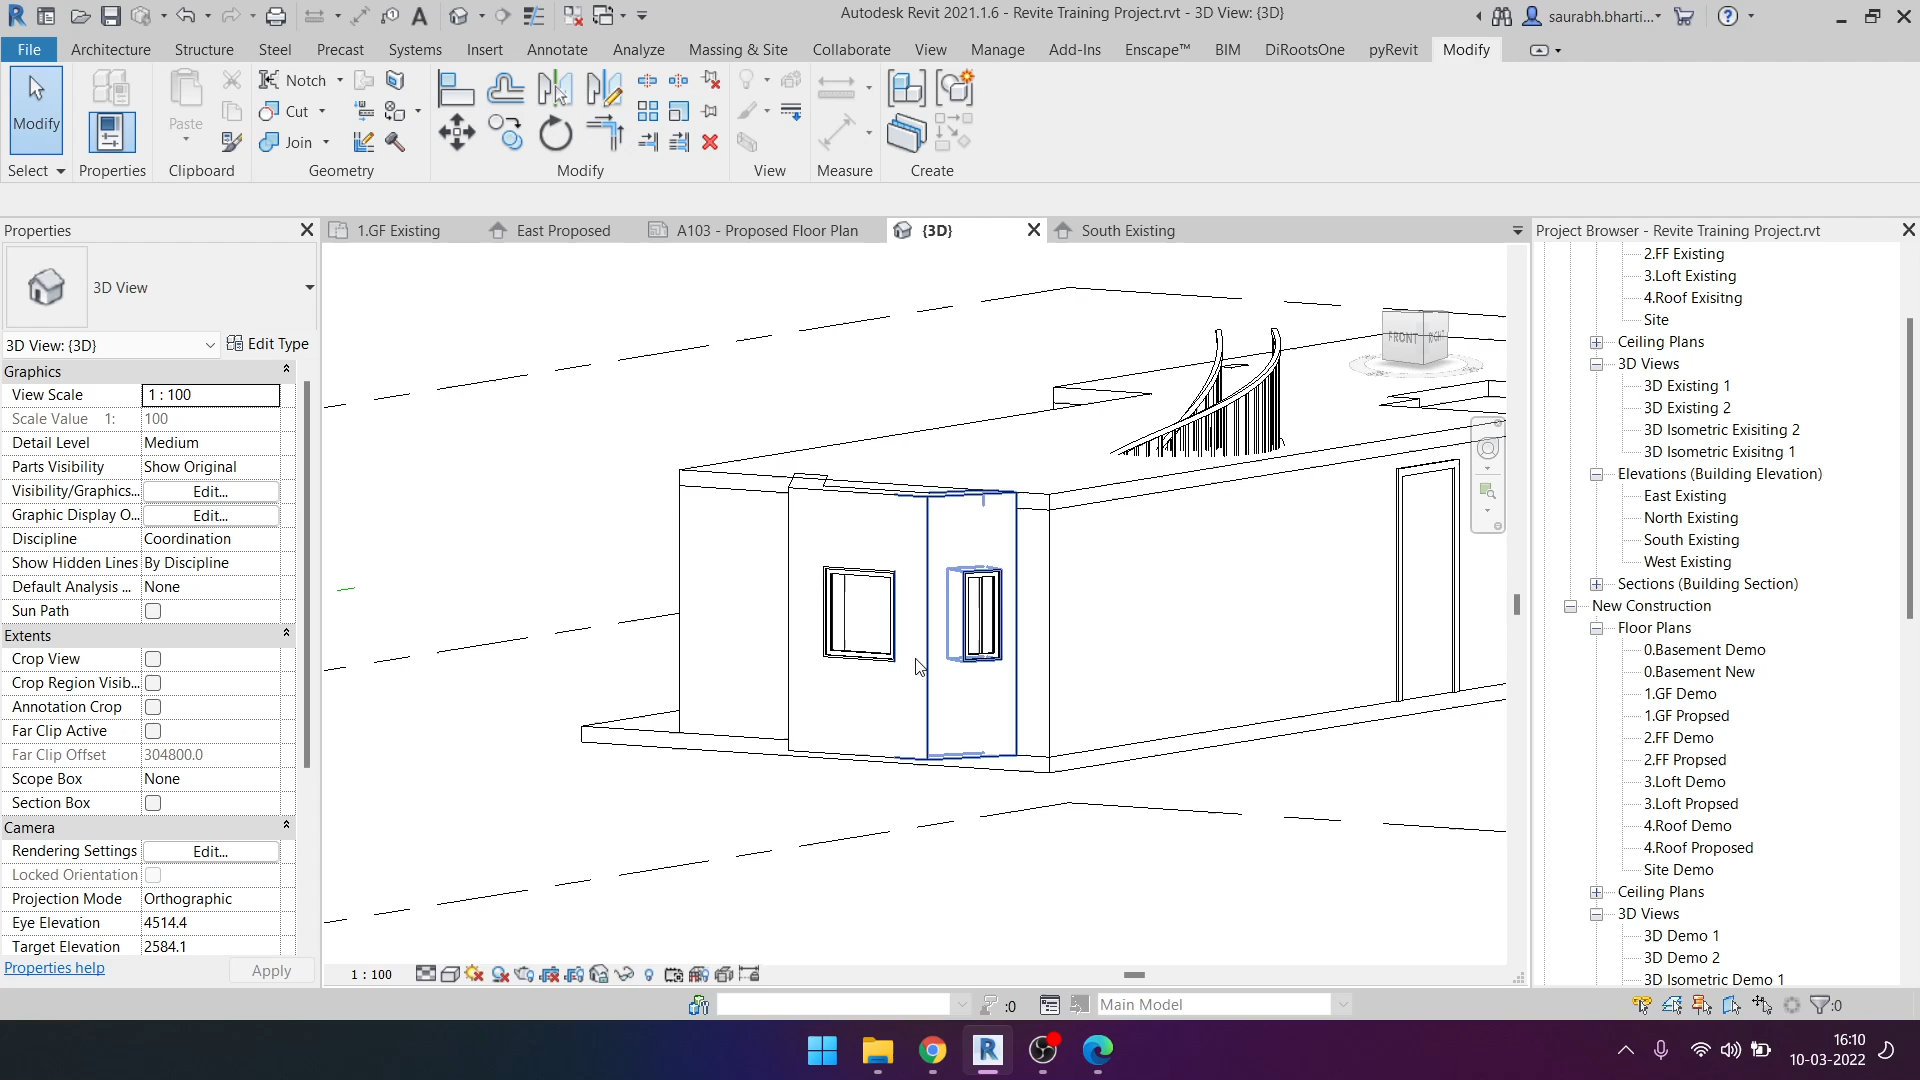 Autodesk Revit 2021.1.6 - Revite Training Project.rvt - 3D View: {3D}
saurabh.bharti...
File
Architecture
Structure
Steel
Precast
Systems
Insert
Annotate
Analyze
Massing & Site
Collaborate
View
Manage
Add-Ins
Enscape™
BIM
DiRootsOne
pyRevit
Modify
Modify
Paste
Notch
Cut
Join
Select
Properties
Clipboard
Geometry
Modify
View
Measure
Create
Properties
3D View
3D View: {3D}
Edit Type
Graphics
View Scale
1 : 100
Scale Value 1:
100
Detail Level
Medium
Parts Visibility
Show Original
Visibility/Graphics...
Edit...
Graphic Display O...
Edit...
Discipline
Coordination
Show Hidden Lines
By Discipline
Default Analysis ...
None
Sun Path
Extents
Crop View
Crop Region Visib...
Annotation Crop
Far Clip Active
Far Clip Offset
304800.0
Scope Box
None
Section Box
Camera
Rendering Settings
Edit...
Locked Orientation
Projection Mode
Orthographic
Eye Elevation
4514.4
Target Elevation
2584.1
Properties help
Apply
1.GF Existing
East Proposed
A103 - Proposed Floor Plan
{3D}
South Existing
FRONT
RIGHT
1 : 100
Project Browser - Revite Training Project.rvt
2.FF Existing
3.Loft Existing
4.Roof Exisitng
Site
Ceiling Plans
3D Views
3D Existing 1
3D Existing 2
3D Isometric Exisiting 2
3D Isometric Exisitng 1
Elevations (Building Elevation)
East Existing
North Existing
South Existing
West Existing
Sections (Building Section)
New Construction
Floor Plans
0.Basement Demo
0.Basement New
1.GF Demo
1.GF Propsed
2.FF Demo
2.FF Propsed
3.Loft Demo
3.Loft Propsed
4.Roof Demo
4.Roof Proposed
Site Demo
Ceiling Plans
3D Views
3D Demo 1
3D Demo 2
3D Isometric Demo 1
:0
Main Model
:0
16:10
10-03-2022